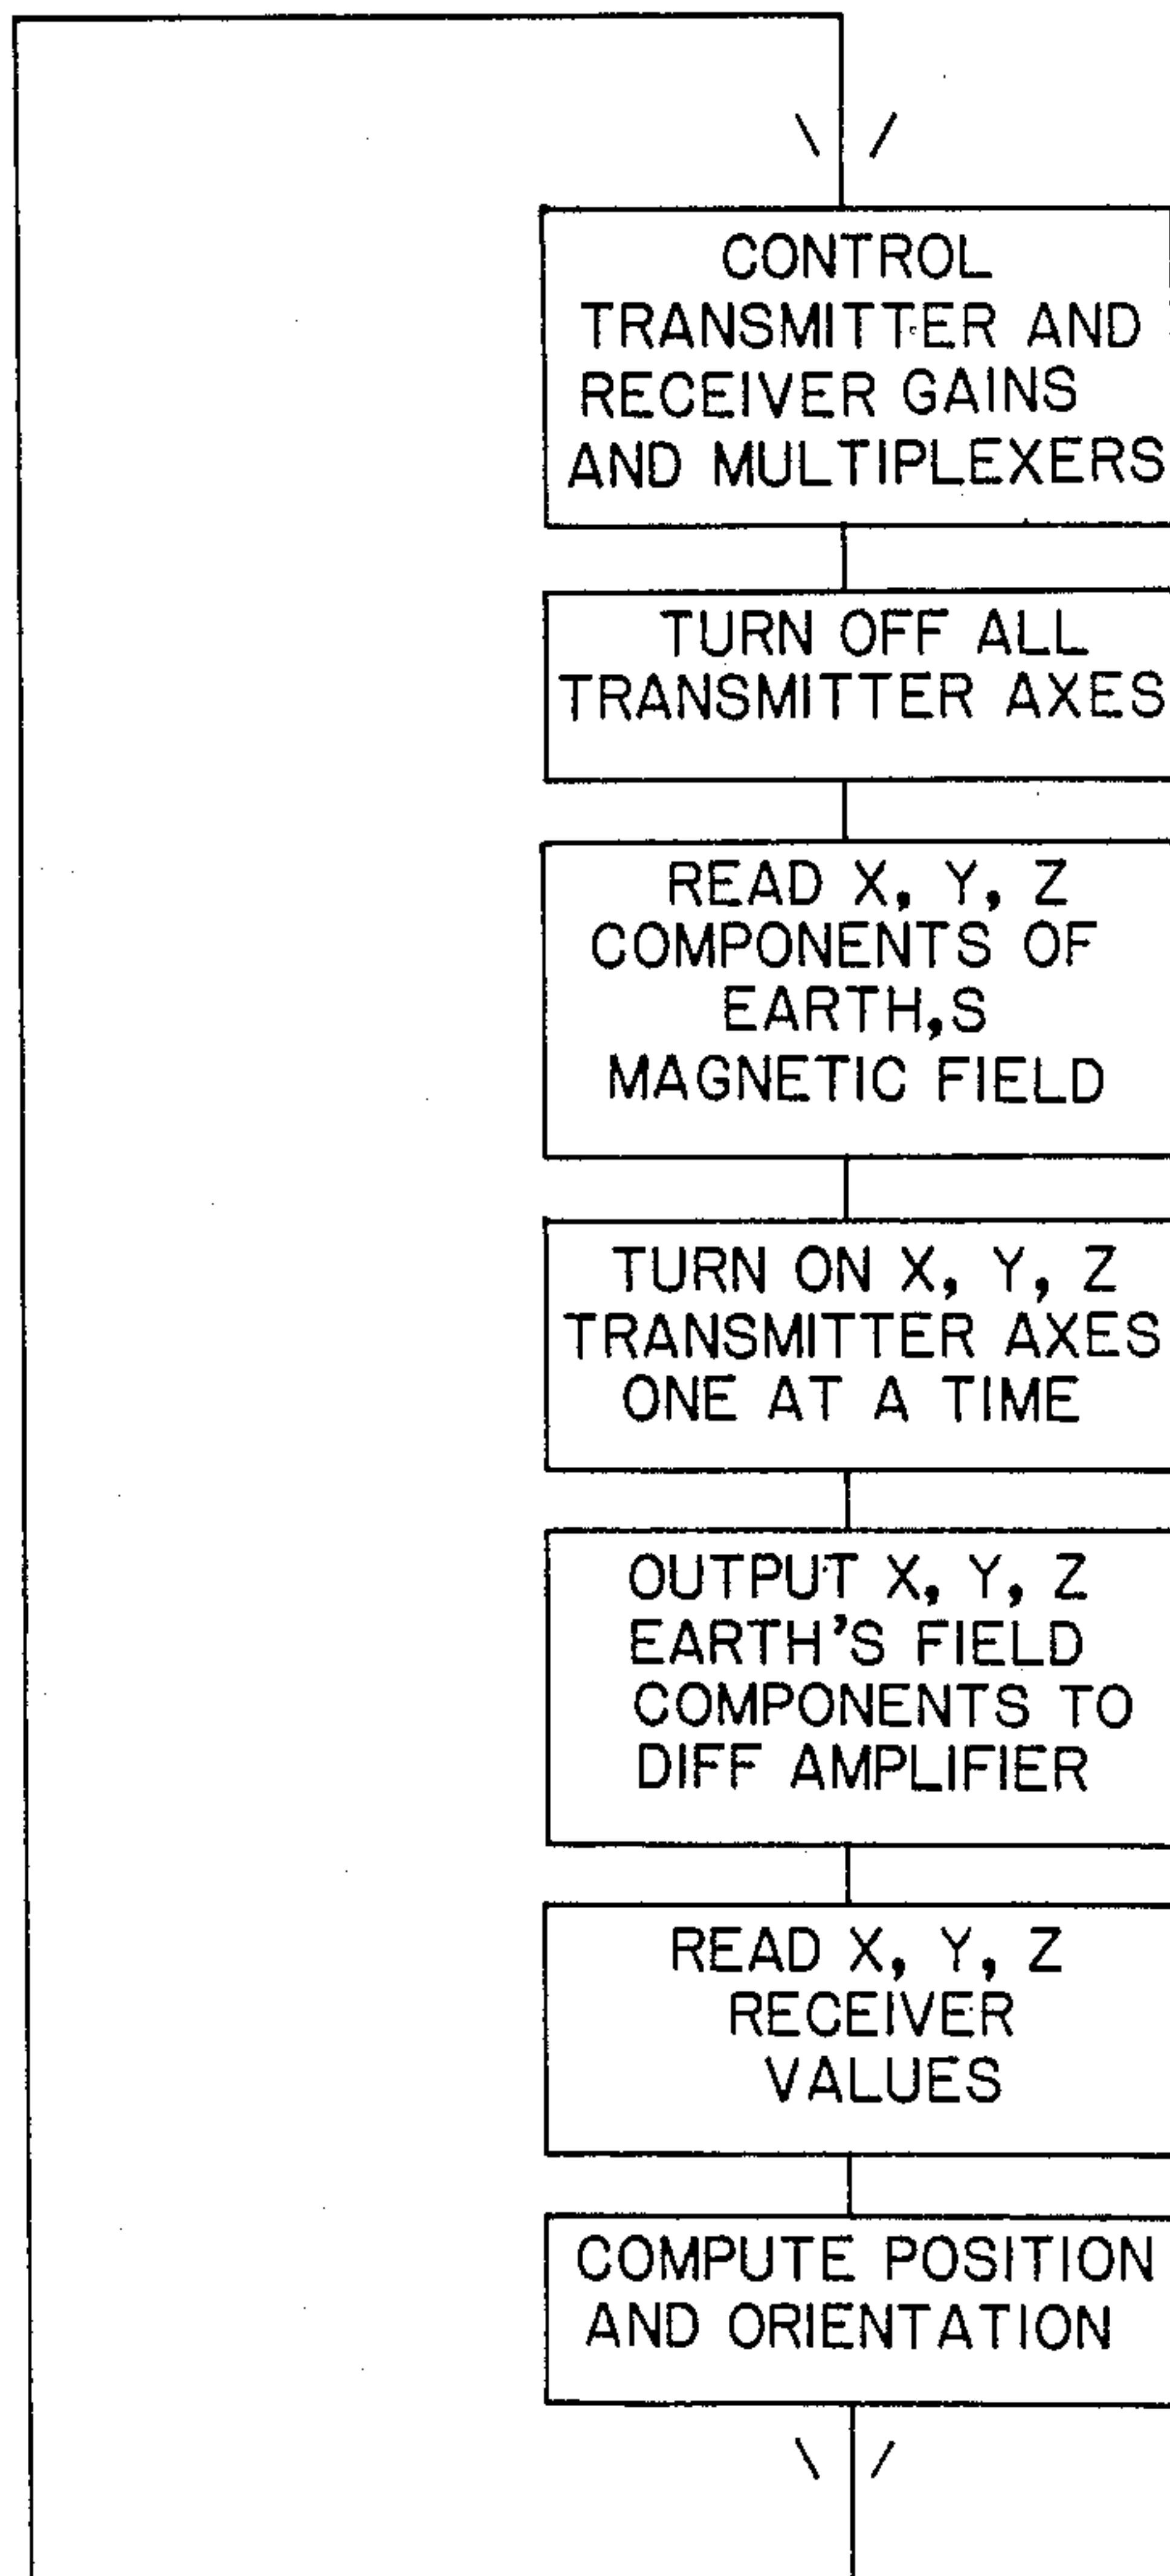 CONTROL
TRANSMITTER AND
RECEIVER GAINS
AND MULTIPLEXERS
TURN OFF ALL
TRANSMITTER AXES
READ X, Y, Z
COMPONENTS OF
EARTH,S
MAGNETIC FIELD
TURN ON X, Y, Z
TRANSMITTER AXES
ONE AT A TIME
OUTPUT X, Y, Z
EARTH'S FIELD
COMPONENTS TO
DIFF AMPLIFIER
READ X, Y, Z
RECEIVER
VALUES
COMPUTE POSITION
AND ORIENTATION